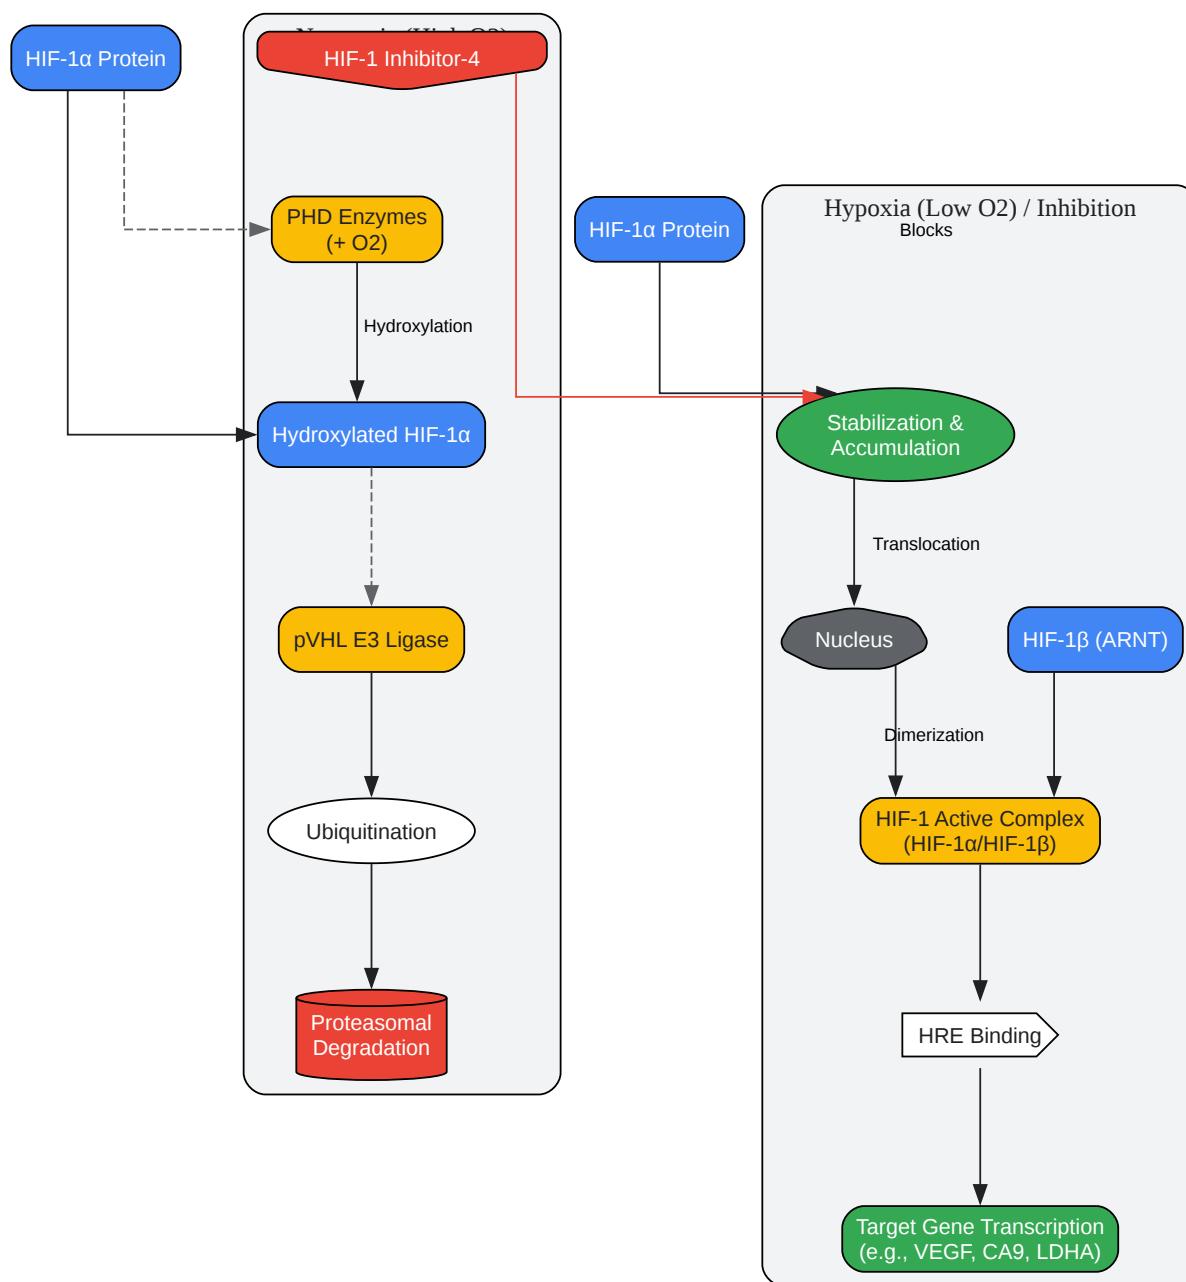 HIF-1α Protein
HIF-1 Inhibitor-4
PHD Enzymes
(+ O2)
Hydroxylation
Hydroxylated HIF-1α
pVHL E3 Ligase
Ubiquitination
Proteasomal
Degradation
HIF-1α Protein
Hypoxia (Low O2) / Inhibition
Blocks
Stabilization &
Accumulation
Translocation
Nucleus
HIF-1β (ARNT)
Dimerization
HIF-1 Active Complex
(HIF-1α/HIF-1β)
HRE Binding
Target Gene Transcription
(e.g., VEGF, CA9, LDHA)